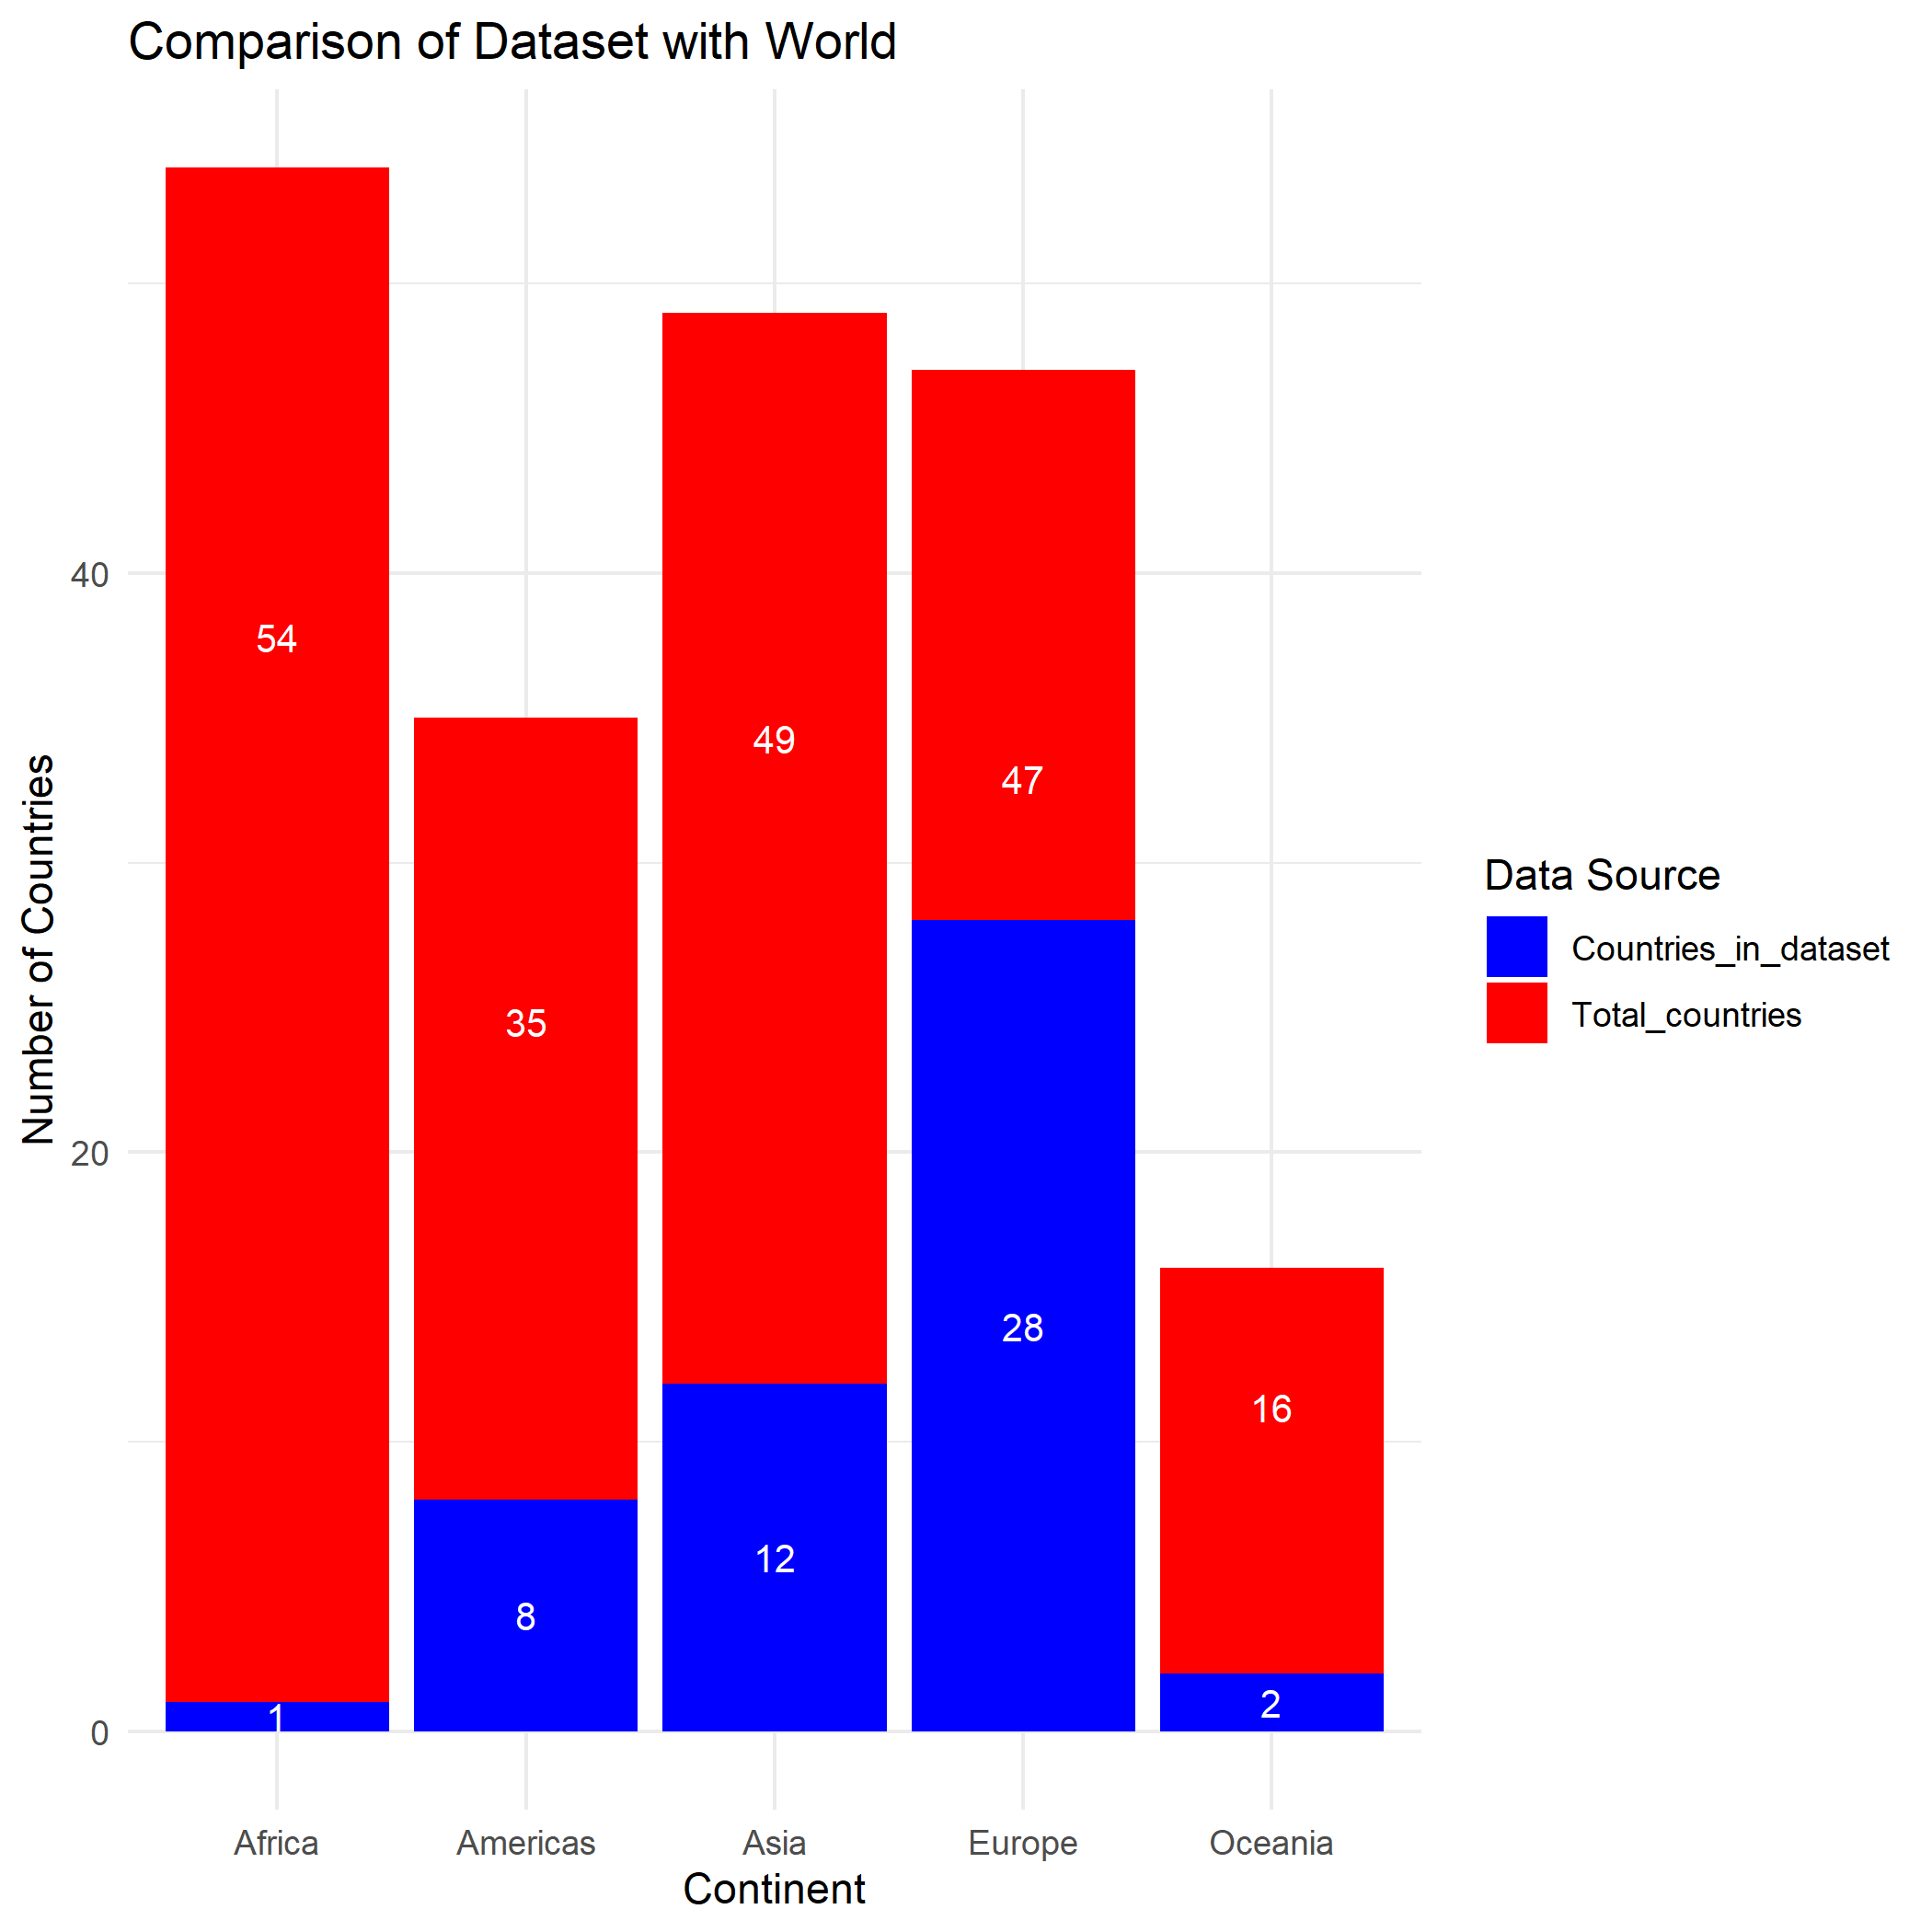 Comparison of Dataset with World
Number of Countries
40
20
0
54
35
49
47
16
1
8
12
28
2
Africa
Americas
Asia
Europe
Oceania
Continent
Data Source
Countries_in_dataset
Total_countries